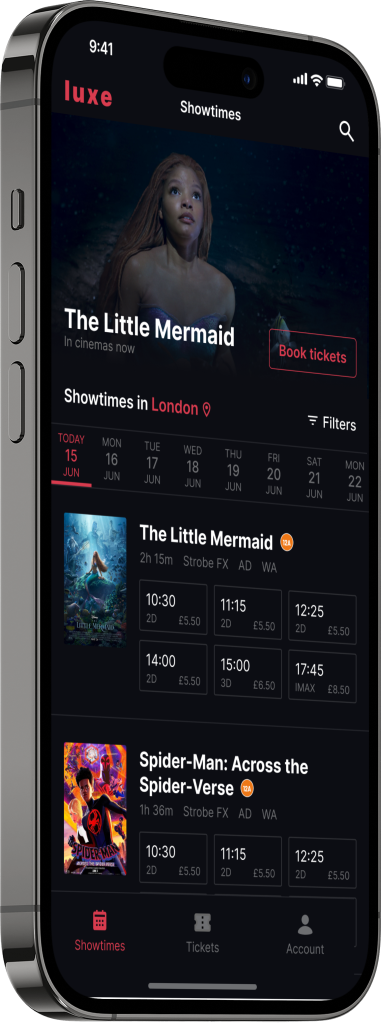 9:41
luxe
Showtimes
The Little Mermaid
In cinemas now
Book tickets
Showtimes in London
Filters
TODAY MON TUE WED THU FRI SAT MON
15 16 17 18 19 20 21 22
JUN JUN JUN JUN JUN JUN JUN JUN
The Little Mermaid 12A
2h 15m Strobe FX AD WA
10:30 11:15 12:25
2D £5.50 2D £5.50 2D £5.50
14:00 15:00 17:45
2D £5.50 3D £6.50 IMAX £8.50
Spider-Man: Across the
Spider-Verse 12A
1h 36m Strobe FX AD WA
SPIDER-MAN
10:30 11:15 12:25
2D £5.50 2D £5.50 2D £5.50
Showtimes Tickets Account